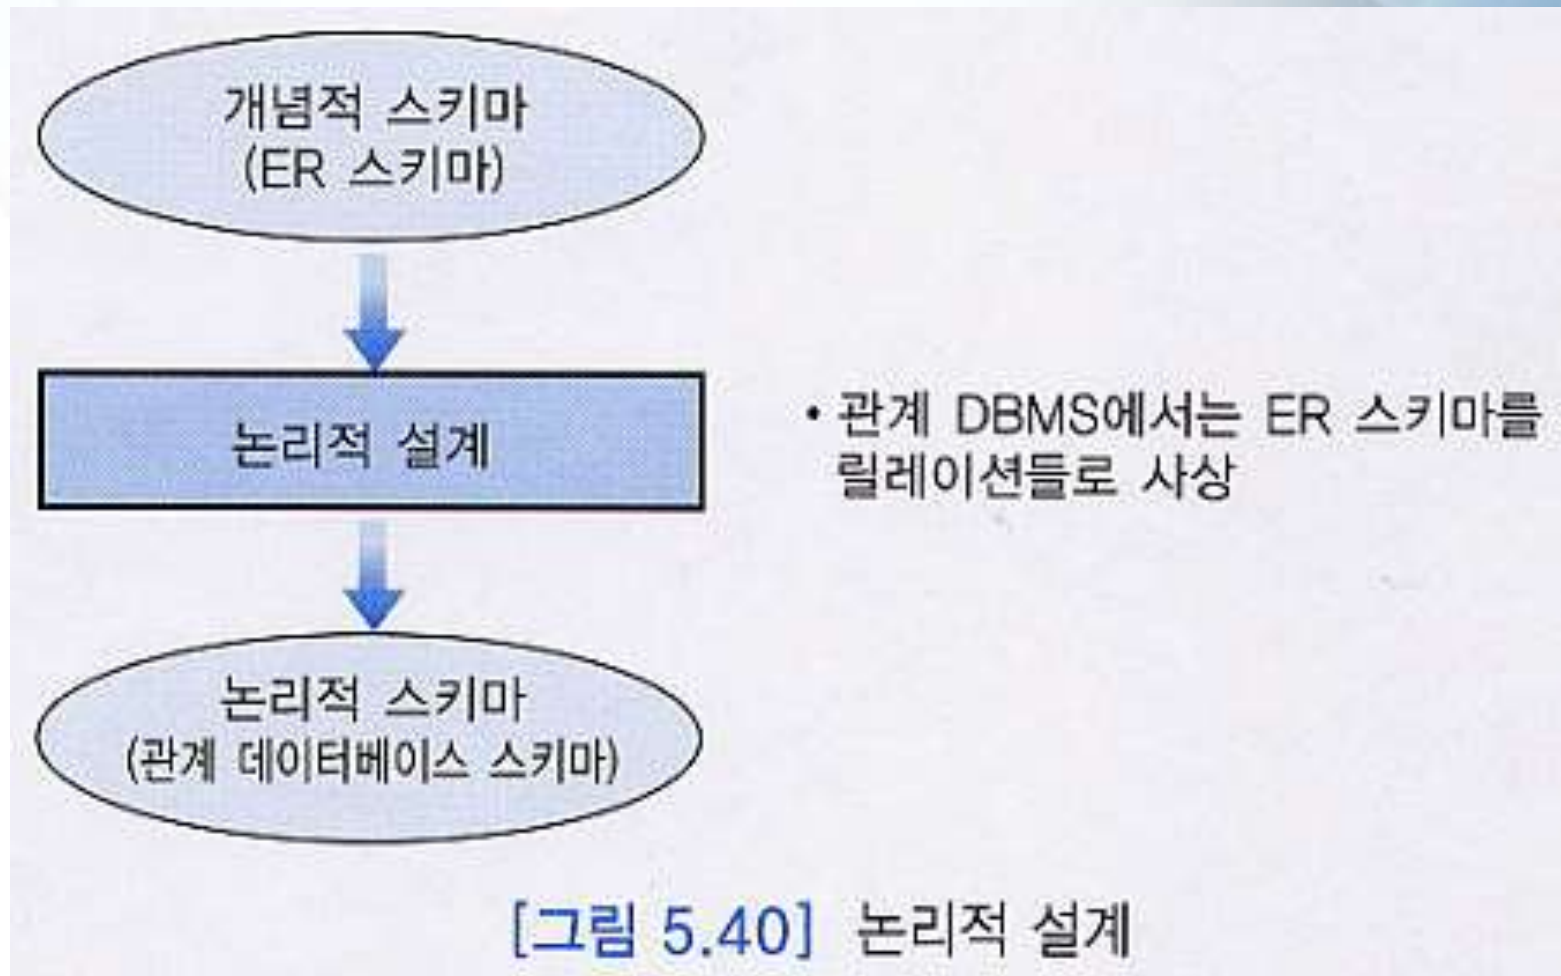 개념적 스키마
(ER 스키마)
논리적 설계
• 관계 DBMS에서는 ER 스키마를
릴레이션들로 사상
논리적 스키마
(관계 데이터베이스 스키마)
[그림 5.40] 논리적 설계